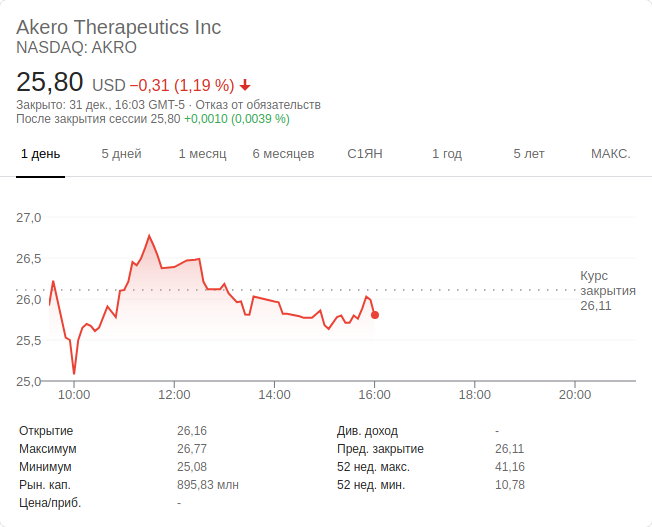 Akero Therapeutics Inc
NASDAQ: AKRO
25,80 USD −0,31 (1,19 %)
Закрыто: 31 дек., 16:03 GMT-5 · Отказ от обязательств
После закрытия сессии 25,80 +0,0010 (0,0039 %)
1 день 5 дней 1 месяц 6 месяцев С1ЯН 1 год 5 лет МАКС.
27,0
26,5
26,0
25,5
25,0
Курс
закрытия
26,11
10:00 12:00 14:00 16:00 18:00 20:00
Открытие 26,16 Див. доход -
Максимум 26,77 Пред. закрытие 26,11
Минимум 25,08 52 нед. макс. 41,16
Рын. кап. 895,83 млн 52 нед. мин. 10,78
Цена/приб. -